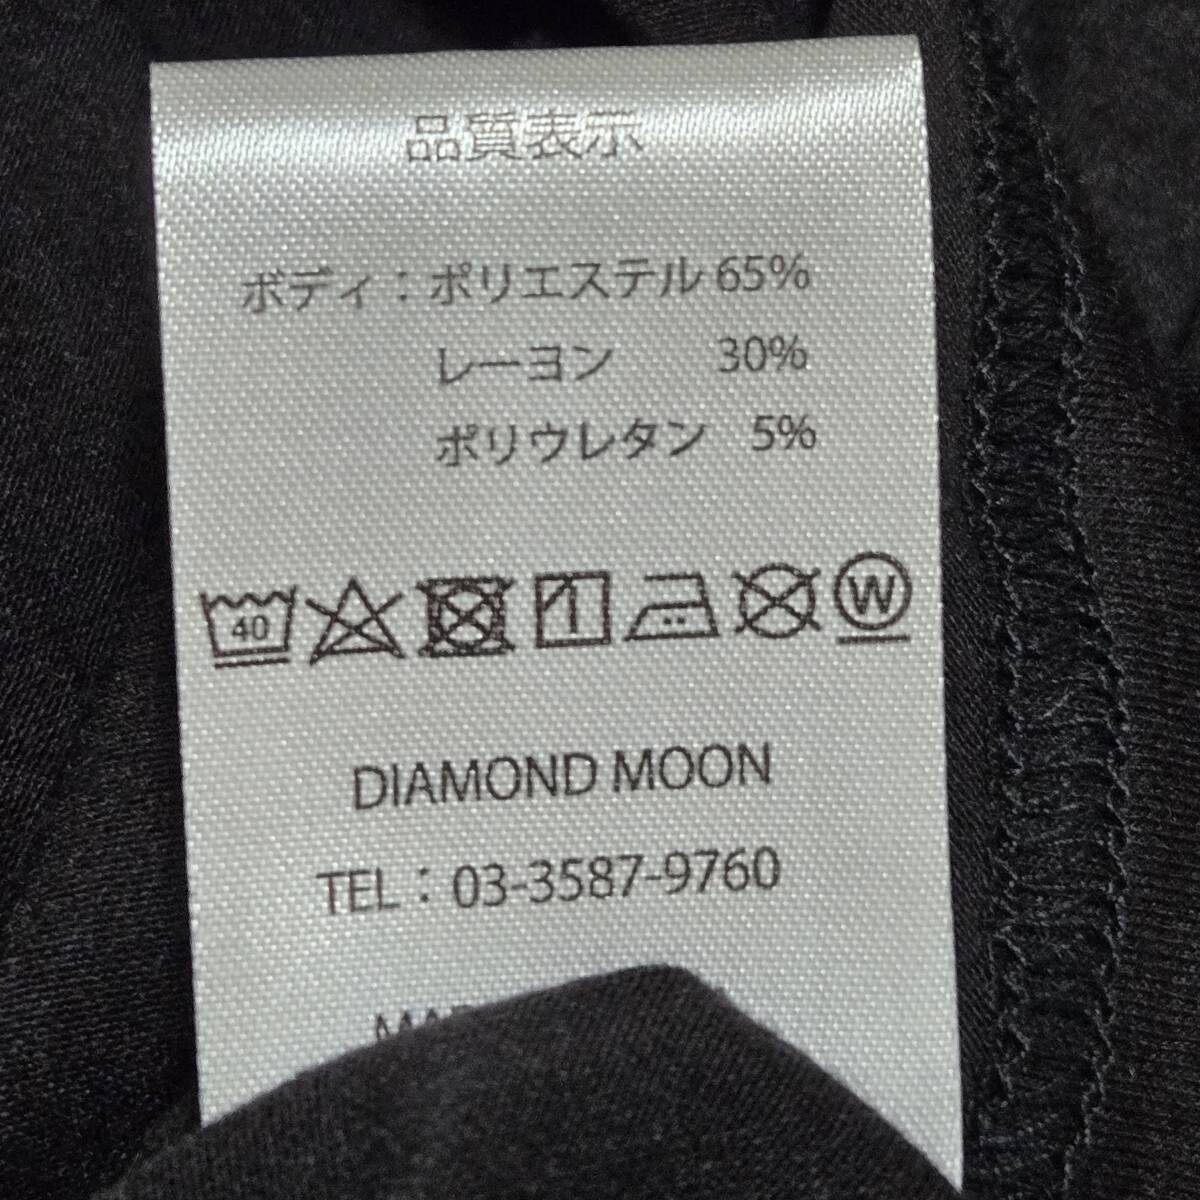 品質表示
ボディ：ポリエステル 65%
レーヨン 30%
ポリウレタン 5%
40 W
DIAMOND MOON
TEL：03-3587-9760